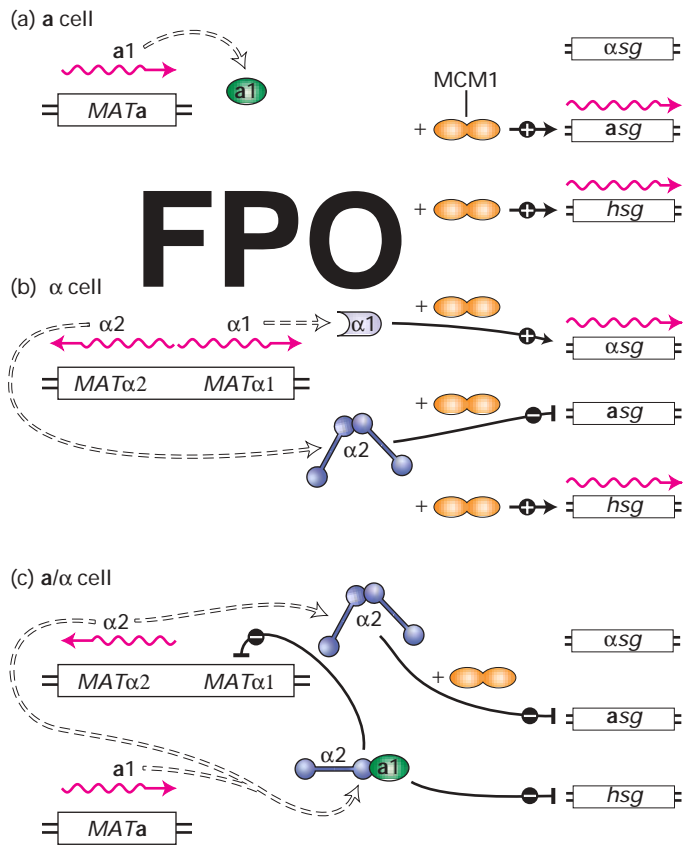 (a) a cell
a1
a1
MATa
αsg
MCM1
+
+
asg
+
+
hsg
FPO
(b) α cell
α2
α1
α1
+
+
αsg
MATα2
MATα1
+
−
asg
α2
+
+
hsg
(c) a/α cell
α2
−
α2
αsg
MATα2
MATα1
+
−
asg
a1
α2
a1
−
hsg
MATa